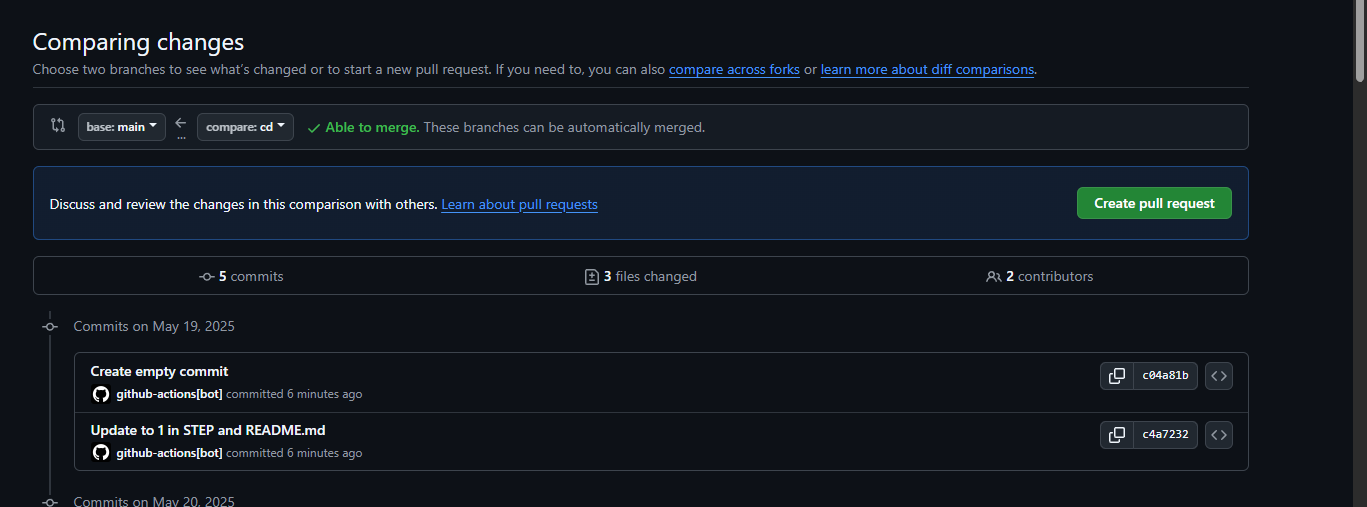 Comparing changes
Choose two branches to see what’s changed or to start a new pull request. If you need to, you can also compare across forks or learn more about diff comparisons.
base: main ... compare: cd Able to merge. These branches can be automatically merged.
Discuss and review the changes in this comparison with others. Learn about pull requests Create pull request
5 commits 3 files changed 2 contributors
Commits on May 19, 2025
Create empty commit c04a81b
github-actions[bot] committed 6 minutes ago
Update to 1 in STEP and README.md c4a7232
github-actions[bot] committed 6 minutes ago
Commits on May 20, 2025